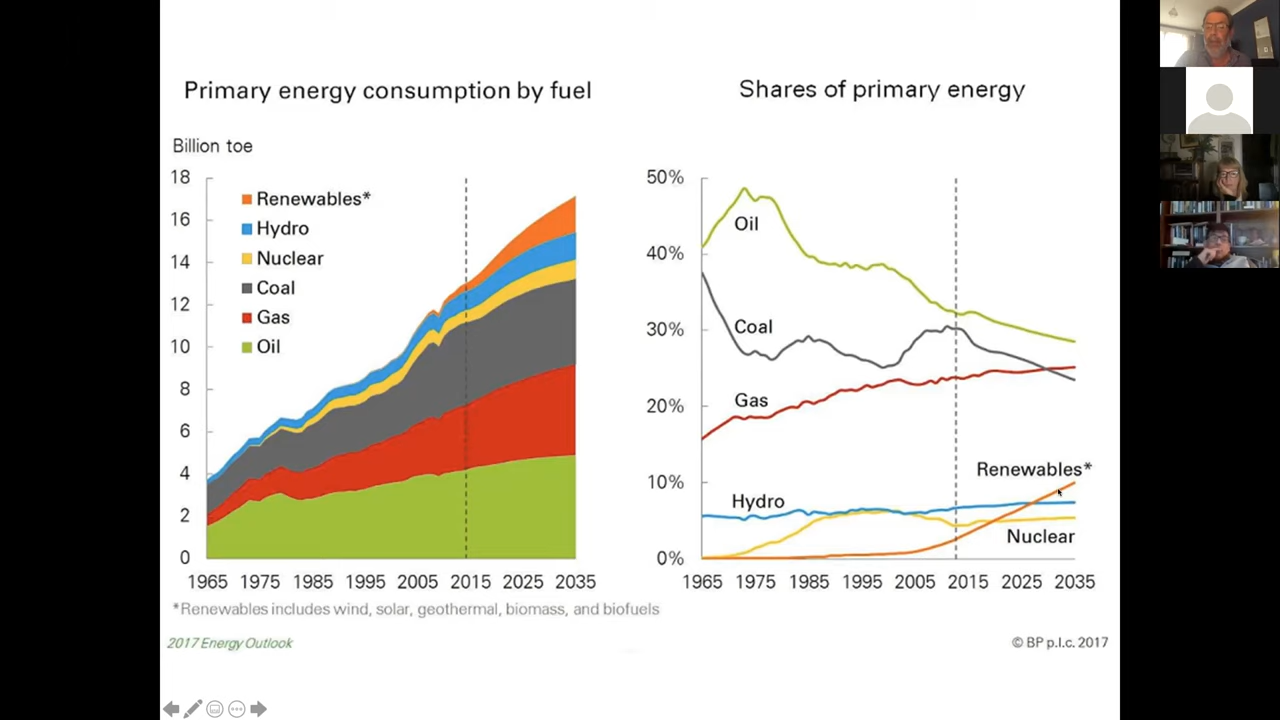 Primary energy consumption by fuel
Billion toe
18
16
14
12
10
8
6
4
2
0
Renewables*
Hydro
Nuclear
Coal
Gas
Oil
1965 1975 1985 1995 2005 2015 2025 2035
Shares of primary energy
50%
40%
30%
20%
10%
0%
Oil
Coal
Gas
Renewables*
Hydro
Nuclear
1965 1975 1985 1995 2005 2015 2025 2035
*Renewables includes wind, solar, geothermal, biomass, and biofuels
2017 Energy Outlook
© BP p.l.c. 2017